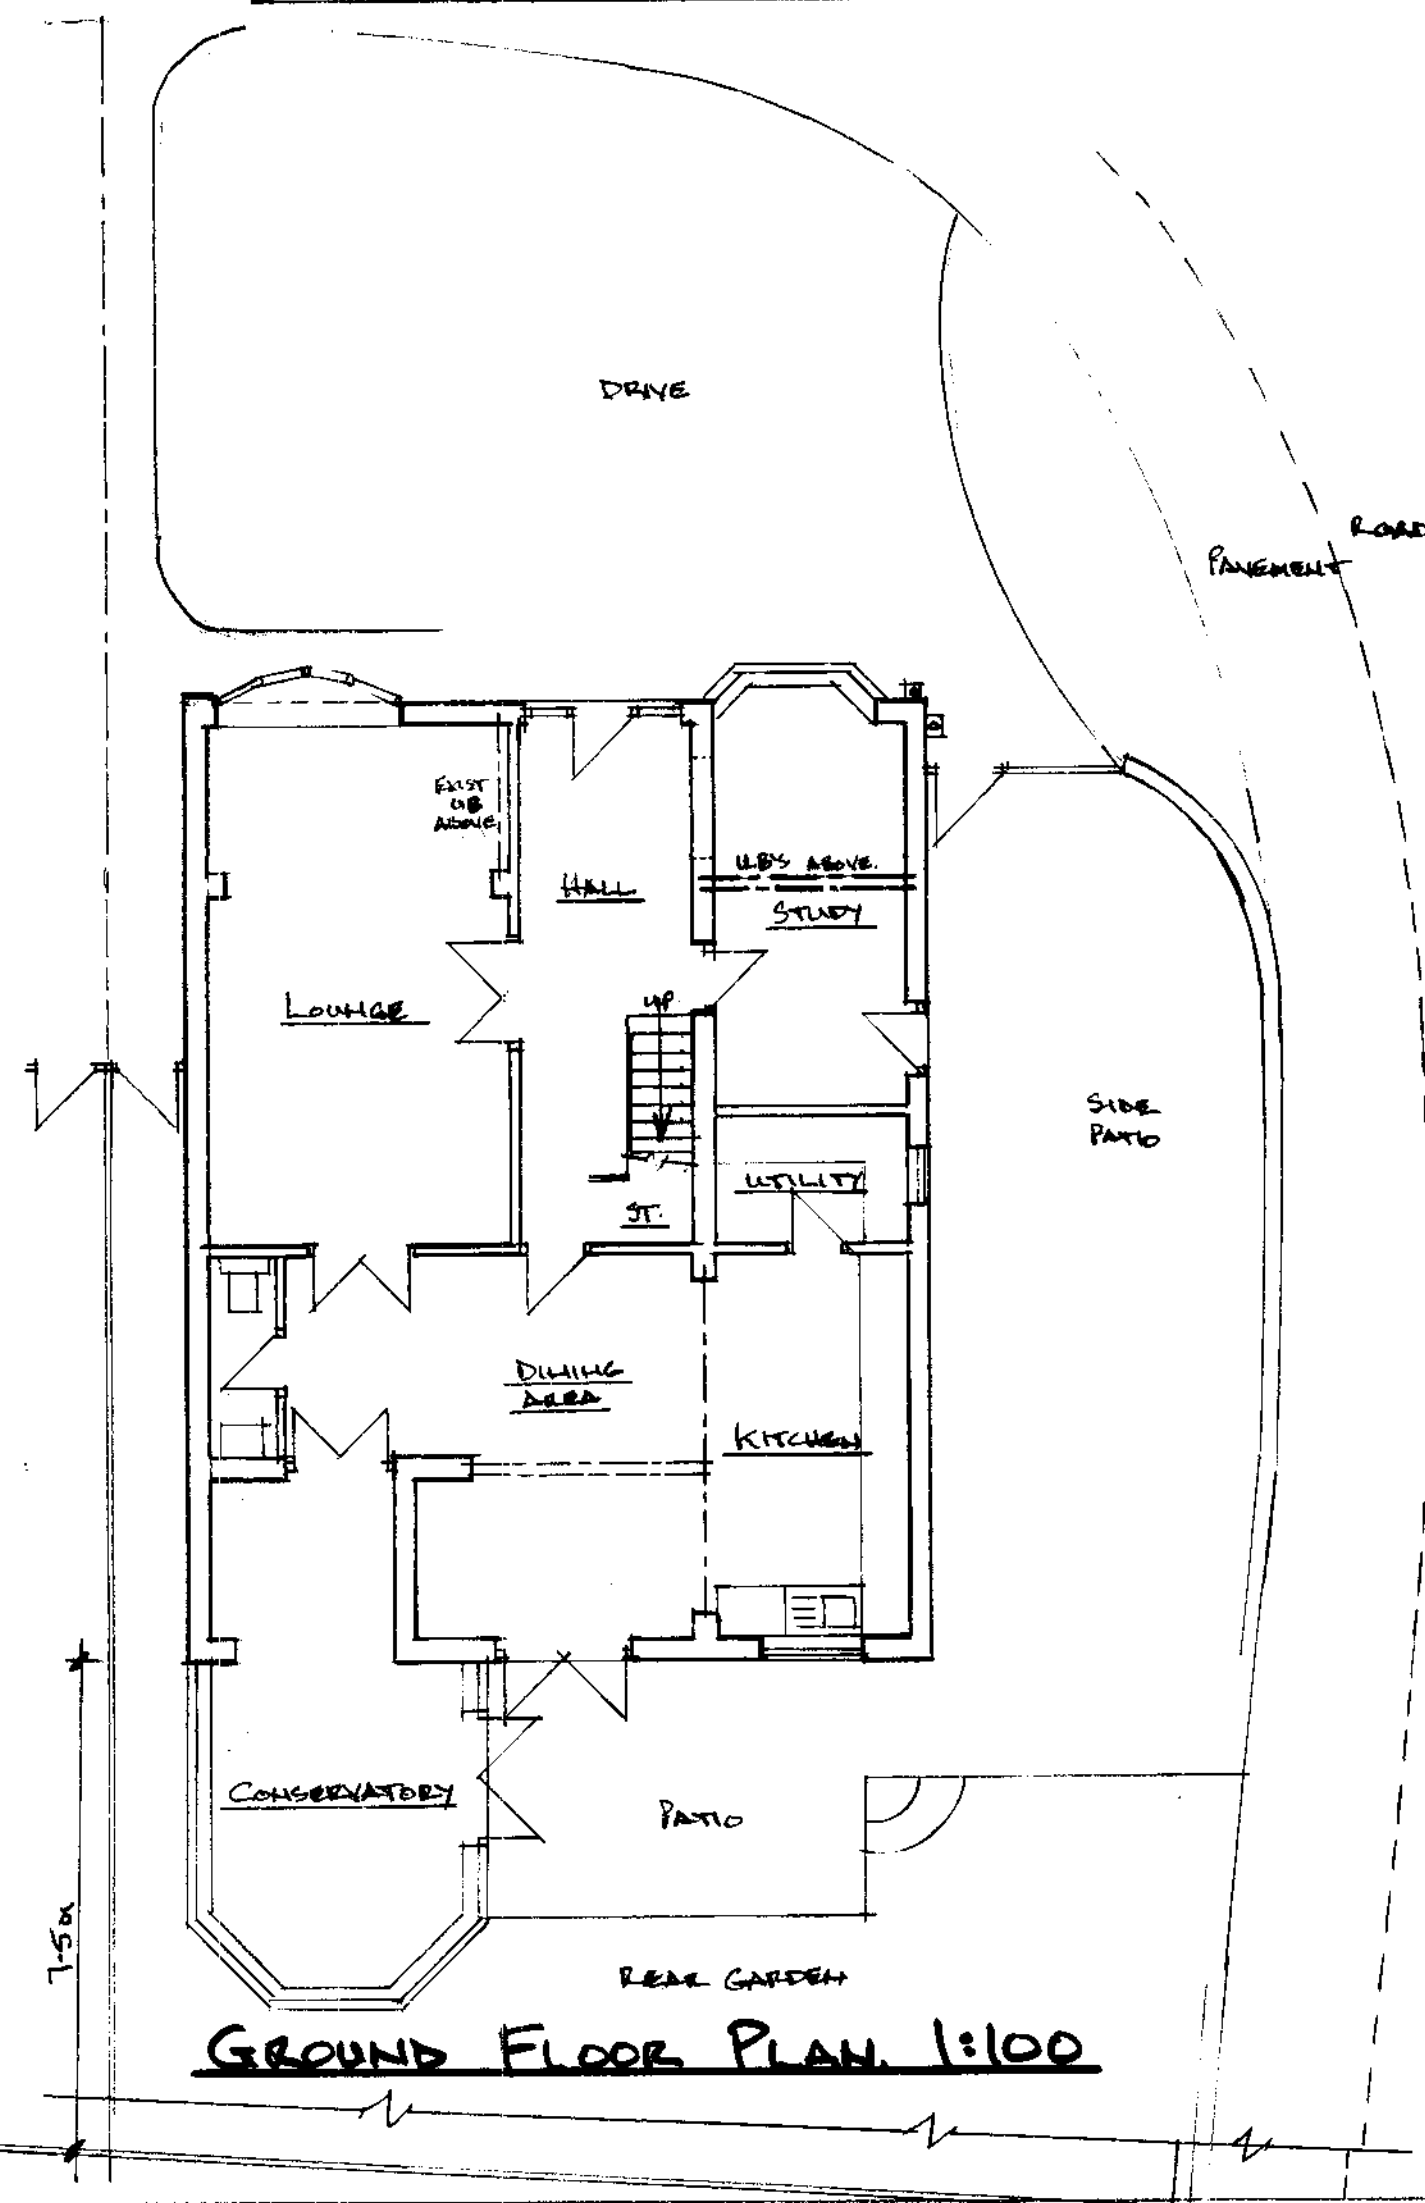 DRIVE
ROAD
PAVEMENT
EXIST
UB
ABOVE
UB'S ABOVE.
HALL
STUDY
LOUNGE
UP
SIDE
PATIO
UTILITY
ST.
DINING
AREA
KITCHEN
CONSERVATORY
PATIO
7.5m
REAR GARDEN
GROUND FLOOR PLAN. 1:100